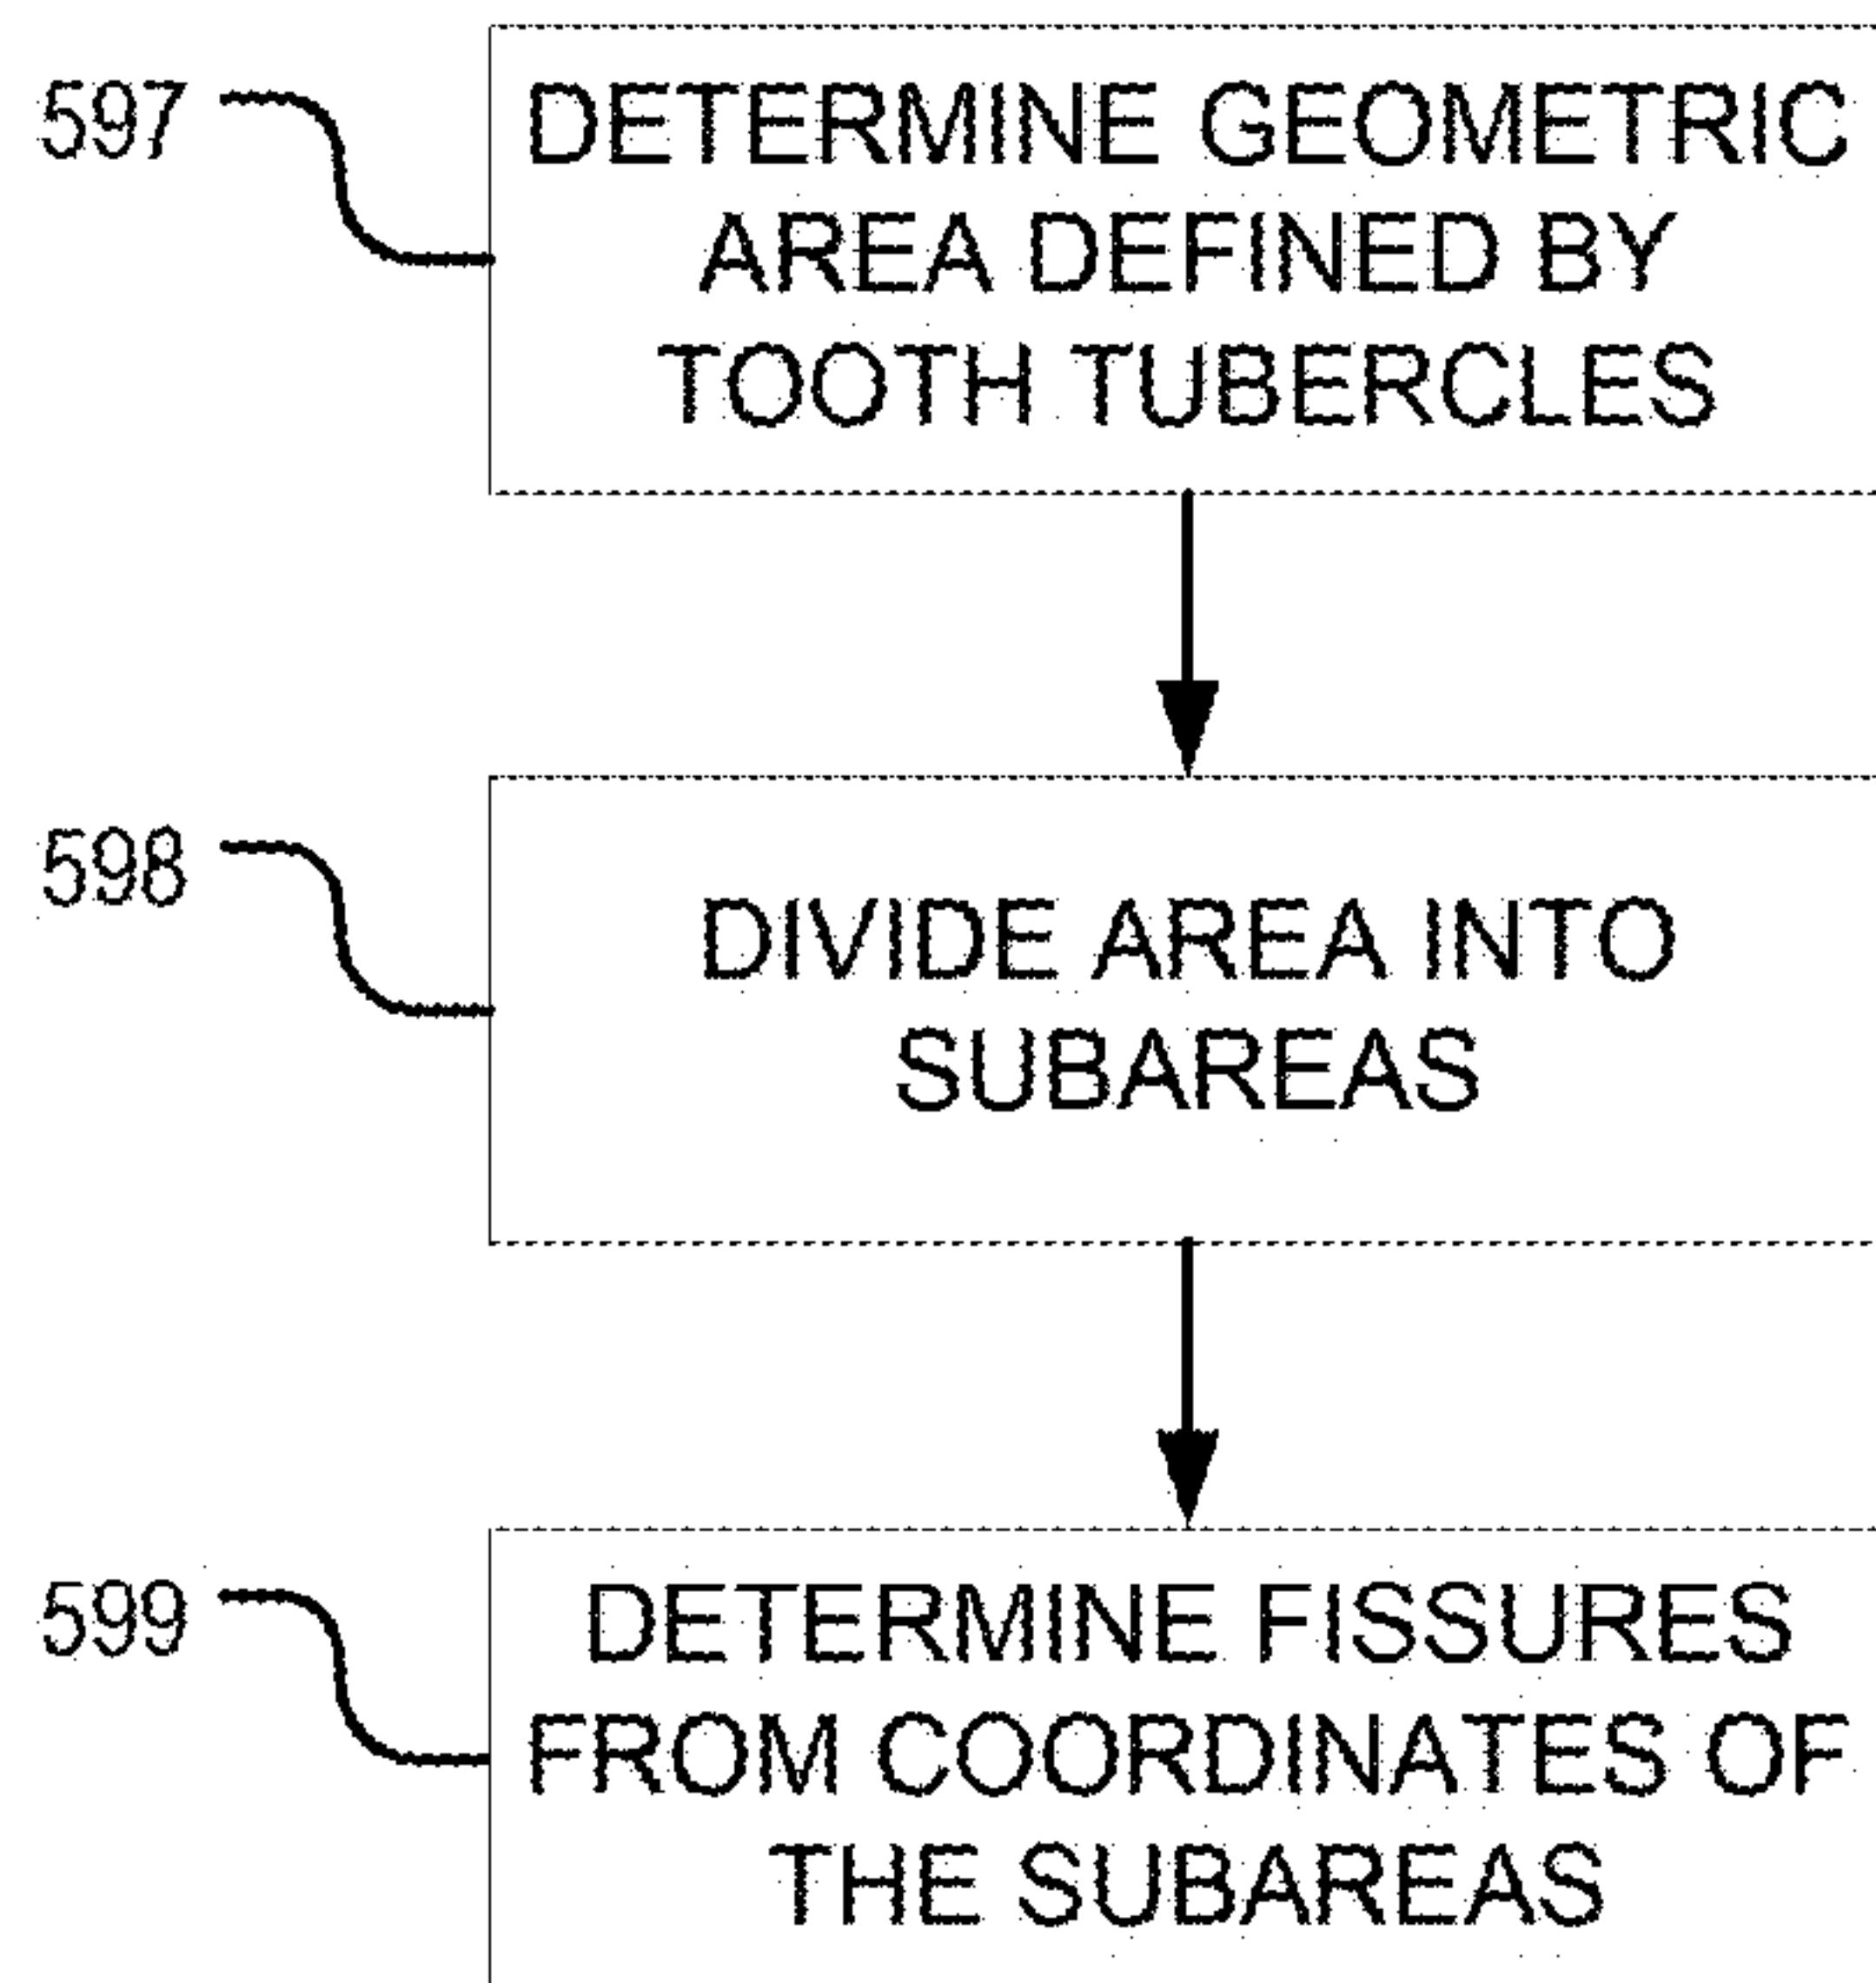 597
DETERMINE GEOMETRIC
AREA DEFINED BY
TOOTH TUBERCLES
598
DIVIDE AREA INTO
SUBAREAS
599
DETERMINE FISSURES
FROM COORDINATES OF
THE SUBAREAS